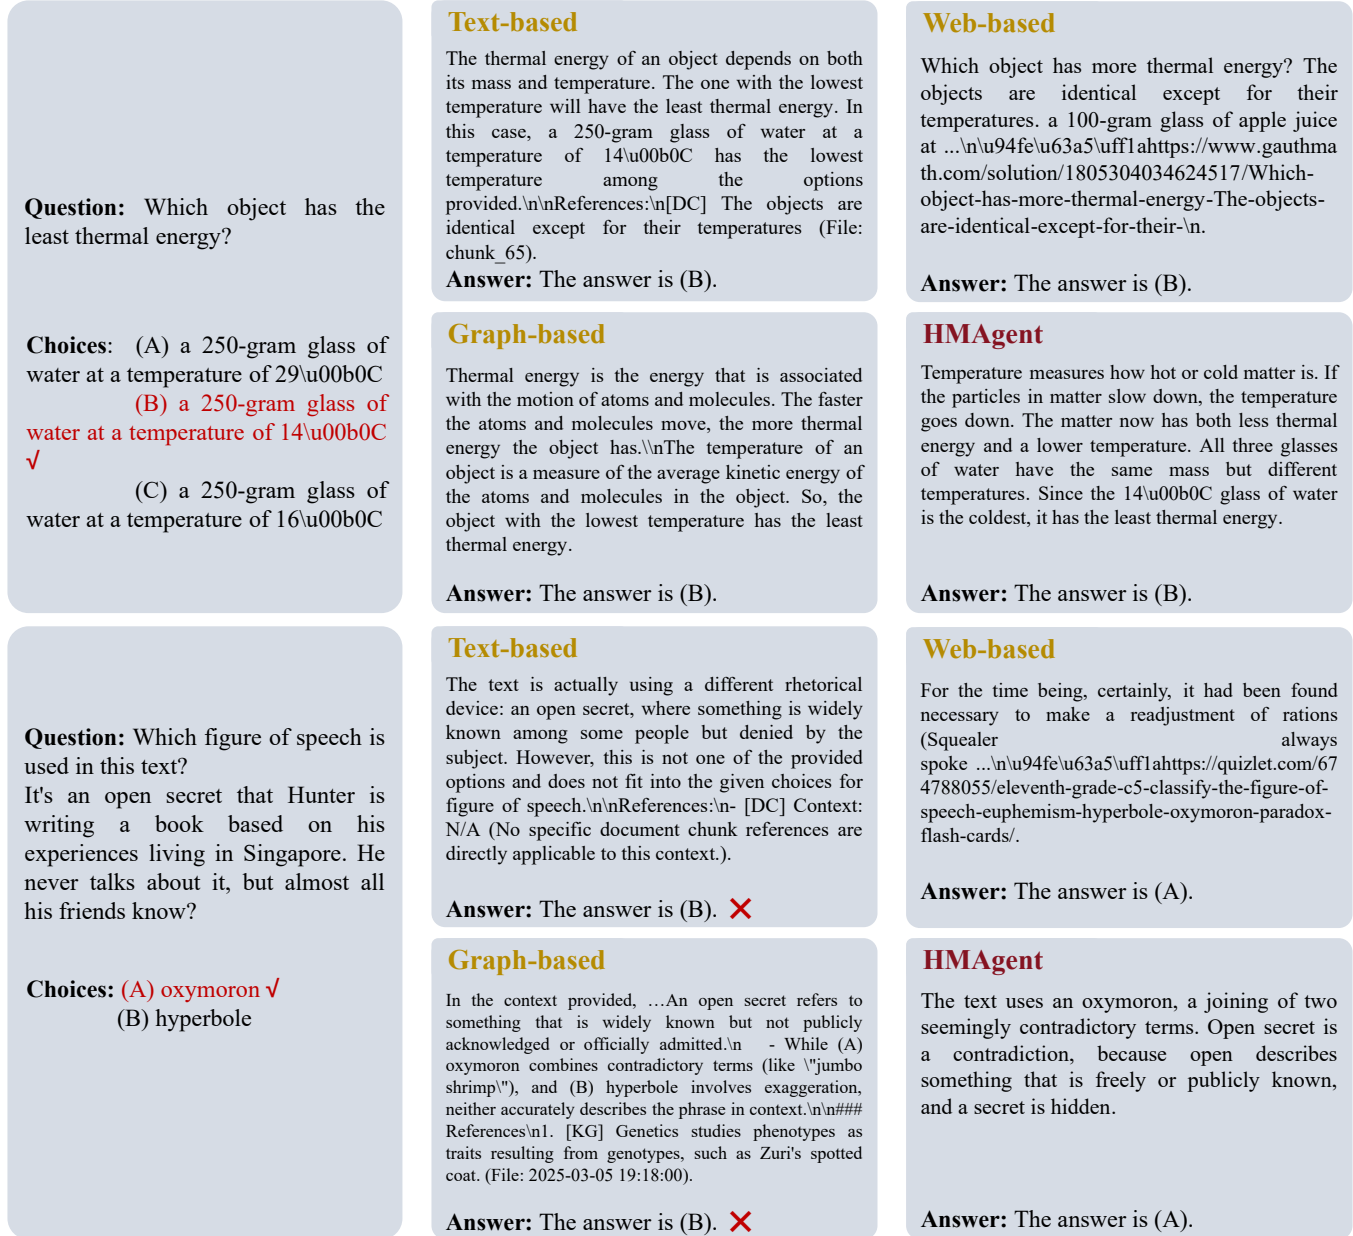 Question: Which object has the
least thermal energy?
Choices: (A) a 250-gram glass of
water at a temperature of 29\u00b0C
(B) a 250-gram glass of
water at a temperature of 14\u00b0C
√
(C) a 250-gram glass of
water at a temperature of 16\u00b0C
Text-based
The thermal energy of an object depends on both
its mass and temperature. The one with the lowest
temperature will have the least thermal energy. In
this case, a 250-gram glass of water at a
temperature of 14\u00b0C has the lowest
temperature among the options
provided.\n\nReferences:\n[DC] The objects are
identical except for their temperatures (File:
chunk_65).
Answer: The answer is (B).
Web-based
Which object has more thermal energy? The
objects are identical except for their
temperatures. a 100-gram glass of apple juice
at ...\n\u94fe\u63a5\uff1ahttps://www.gauthma
th.com/solution/1805304034624517/Which-
object-has-more-thermal-energy-The-objects-
are-identical-except-for-their-\n.
Answer: The answer is (B).
Graph-based
Thermal energy is the energy that is associated
with the motion of atoms and molecules. The faster
the atoms and molecules move, the more thermal
energy the object has.\\nThe temperature of an
object is a measure of the average kinetic energy of
the atoms and molecules in the object. So, the
object with the lowest temperature has the least
thermal energy.
Answer: The answer is (B).
HMAgent
Temperature measures how hot or cold matter is. If
the particles in matter slow down, the temperature
goes down. The matter now has both less thermal
energy and a lower temperature. All three glasses
of water have the same mass but different
temperatures. Since the 14\u00b0C glass of water
is the coldest, it has the least thermal energy.
Answer: The answer is (B).
Question: Which figure of speech is
used in this text?
It's an open secret that Hunter is
writing a book based on his
experiences living in Singapore. He
never talks about it, but almost all
his friends know?
Choices: (A) oxymoron √
(B) hyperbole
Text-based
The text is actually using a different rhetorical
device: an open secret, where something is widely
known among some people but denied by the
subject. However, this is not one of the provided
options and does not fit into the given choices for
figure of speech.\n\nReferences:\n- [DC] Context:
N/A (No specific document chunk references are
directly applicable to this context.).
Answer: The answer is (B). ❌
Web-based
For the time being, certainly, it had been found
necessary to make a readjustment of rations
(Squealer always
spoke ...\n\u94fe\u63a5\uff1ahttps://quizlet.com/67
4788055/eleventh-grade-c5-classify-the-figure-of-
speech-euphemism-hyperbole-oxymoron-paradox-
flash-cards/.
Answer: The answer is (A).
Graph-based
In the context provided, …An open secret refers to
something that is widely known but not publicly
acknowledged or officially admitted.\n - While (A)
oxymoron combines contradictory terms (like \"jumbo
shrimp\"), and (B) hyperbole involves exaggeration,
neither accurately describes the phrase in context.\n\n###
References\n1. [KG] Genetics studies phenotypes as
traits resulting from genotypes, such as Zuri's spotted
coat. (File: 2025-03-05 19:18:00).
Answer: The answer is (B). ❌
HMAgent
The text uses an oxymoron, a joining of two
seemingly contradictory terms. Open secret is
a contradiction, because open describes
something that is freely or publicly known,
and a secret is hidden.
Answer: The answer is (A).